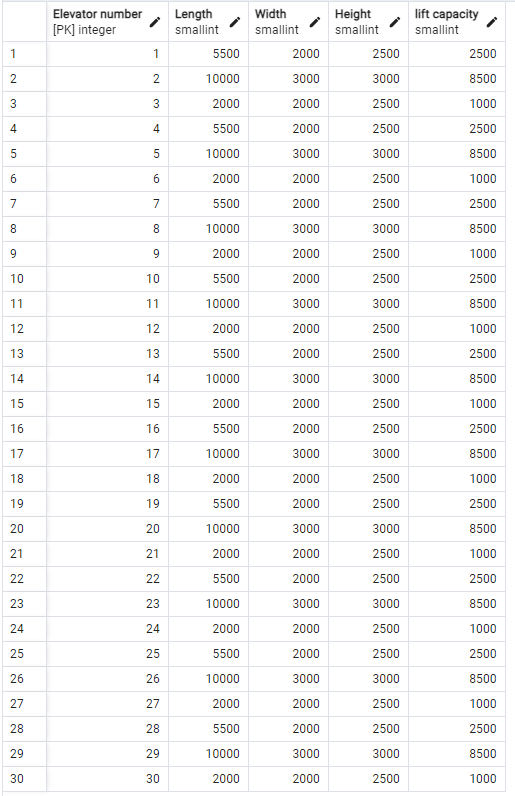 Elevator number Length Width Height lift capacity
[PK] integer smallint smallint smallint smallint
1 1 5500 2000 2500 2500
2 2 10000 3000 3000 8500
3 3 2000 2000 2500 1000
4 4 5500 2000 2500 2500
5 5 10000 3000 3000 8500
6 6 2000 2000 2500 1000
7 7 5500 2000 2500 2500
8 8 10000 3000 3000 8500
9 9 2000 2000 2500 1000
10 10 5500 2000 2500 2500
11 11 10000 3000 3000 8500
12 12 2000 2000 2500 1000
13 13 5500 2000 2500 2500
14 14 10000 3000 3000 8500
15 15 2000 2000 2500 1000
16 16 5500 2000 2500 2500
17 17 10000 3000 3000 8500
18 18 2000 2000 2500 1000
19 19 5500 2000 2500 2500
20 20 10000 3000 3000 8500
21 21 2000 2000 2500 1000
22 22 5500 2000 2500 2500
23 23 10000 3000 3000 8500
24 24 2000 2000 2500 1000
25 25 5500 2000 2500 2500
26 26 10000 3000 3000 8500
27 27 2000 2000 2500 1000
28 28 5500 2000 2500 2500
29 29 10000 3000 3000 8500
30 30 2000 2000 2500 1000